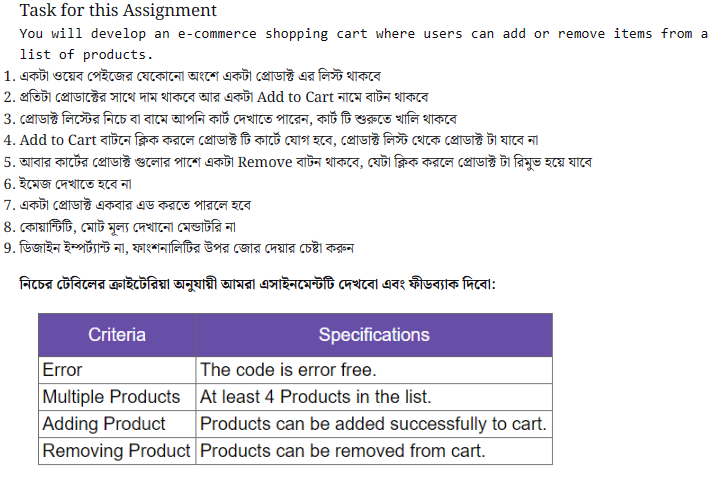 Task for this Assignment
You will develop an e-commerce shopping cart where users can add or remove items from a
list of products.
1. একটা ওয়েব পেইজের যেকোনো অংশে একটা প্রোডাক্ট এর লিস্ট থাকবে
2. প্রতিটা প্রোডাক্টের সাথে দাম থাকবে আর একটা Add to Cart নামে বাটন থাকবে
3. প্রোডাক্ট লিস্টের নিচে বা বামে আপনি কার্ট দেখাতে পারেন, কার্ট টি শুরুতে খালি থাকবে
4. Add to Cart বাটনে ক্লিক করলে প্রোডাক্ট টি কার্টে যোগ হবে, প্রোডাক্ট লিস্ট থেকে প্রোডাক্ট টা যাবে না
5. আবার কার্টের প্রোডাক্ট গুলোর পাশে একটা Remove বাটন থাকবে, যেটা ক্লিক করলে প্রোডাক্ট টা রিমুভ হয়ে যাবে
6. ইমেজ দেখাতে হবে না
7. একটা প্রোডাক্ট একবার এড করতে পারলে হবে
8. কোয়ান্টিটি, মোট মূল্য দেখানো মেন্ডাটরি না
9. ডিজাইন ইম্পর্ট্যান্ট না, ফাংশনালিটির উপর জোর দেয়ার চেষ্টা করুন
নিচের টেবিলের ক্রাইটেরিয়া অনুযায়ী আমরা এসাইনমেন্টটি দেখবো এবং ফীডব্যাক দিবো:
Criteria Specifications
Error The code is error free.
Multiple Products At least 4 Products in the list.
Adding Product Products can be added successfully to cart.
Removing Product Products can be removed from cart.